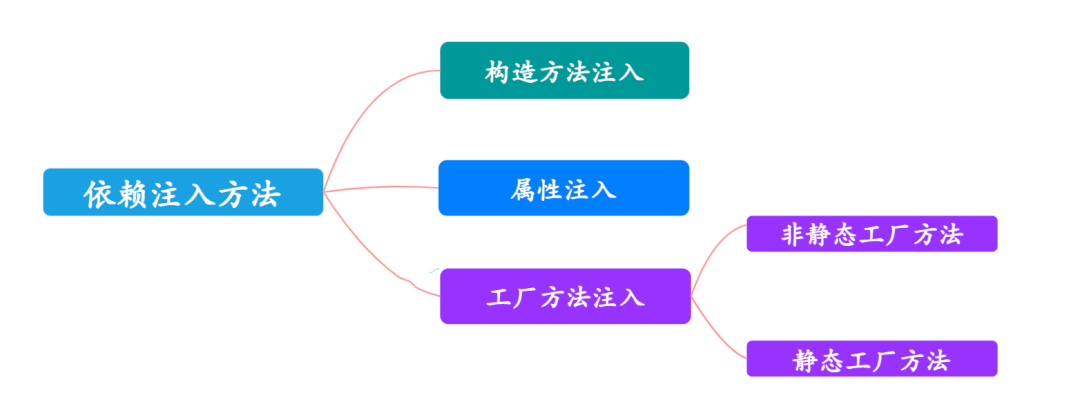 依赖注入方法
构造方法注入
属性注入
工厂方法注入
非静态工厂方法
静态工厂方法